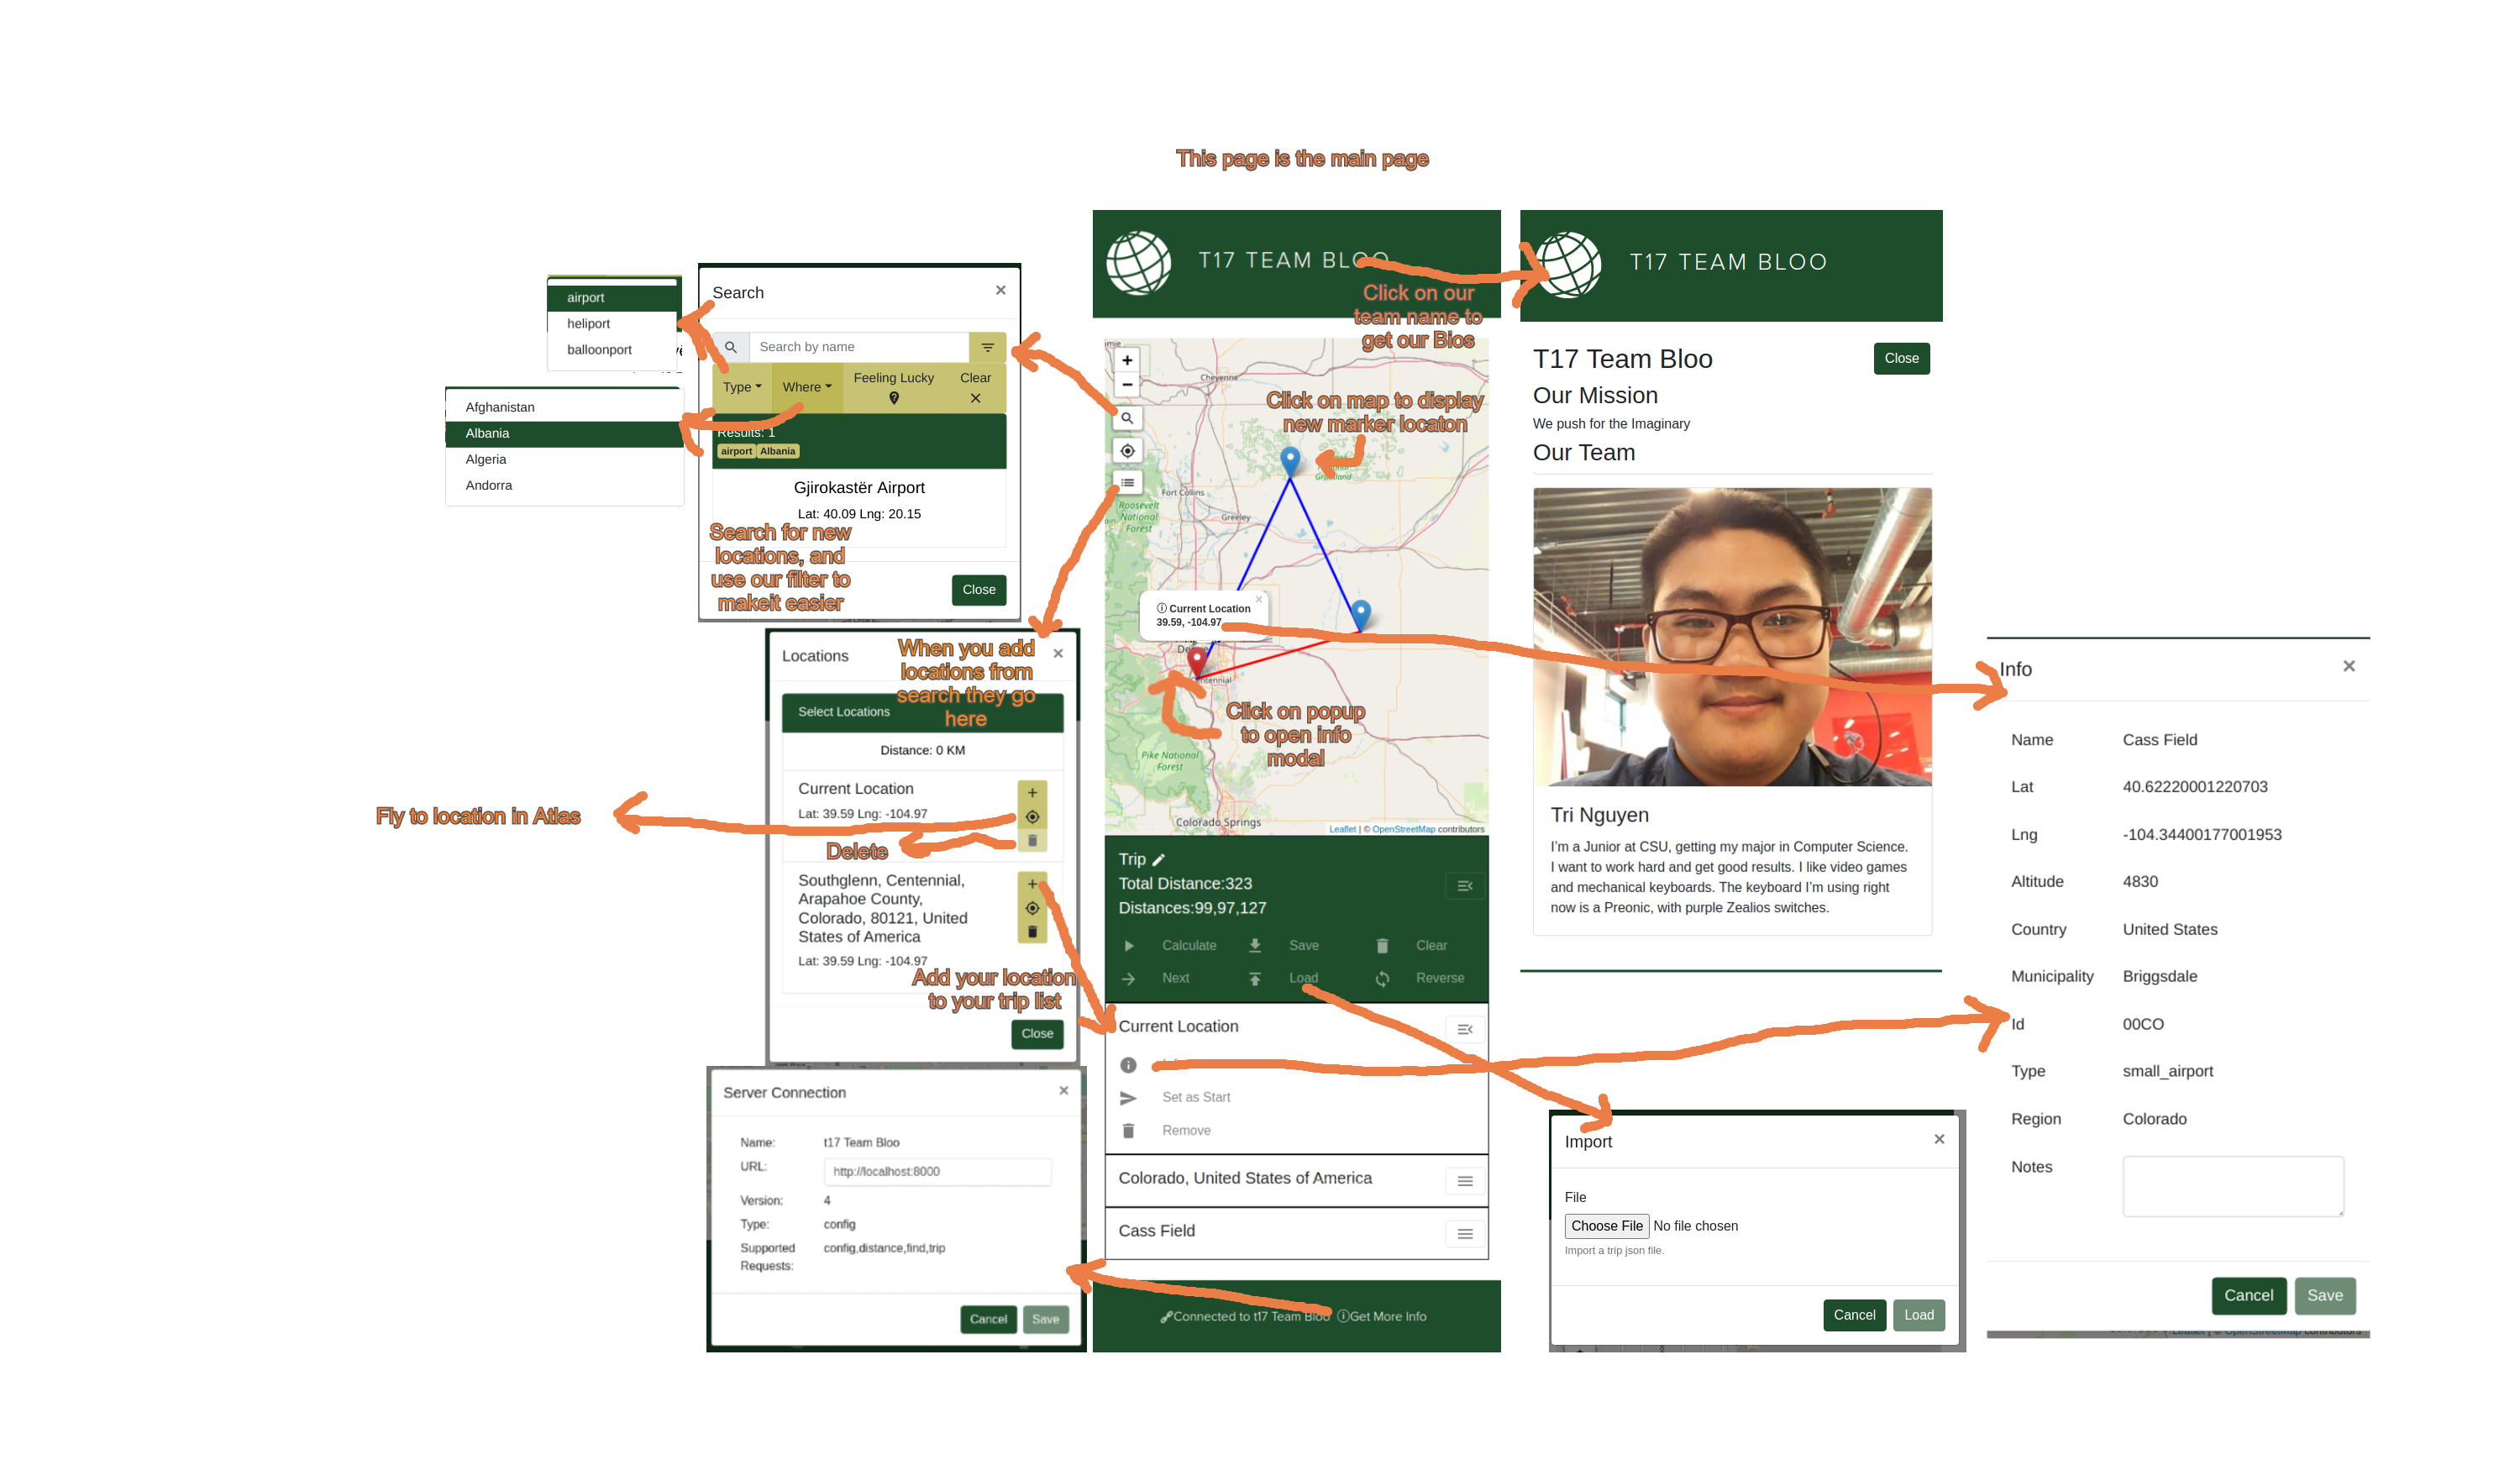 This page is the main page
T17 TEAM BLOO
Click on our
team name to
get our Bios
T17 TEAM BLOO
airport
heliport
balloonport
Afghanistan
Albania
Algeria
Andorra
Search
×
Search by name
Type
Where
Feeling Lucky
Clear
Results: 1
airport Albania
Gjirokastër Airport
Lat: 40.09 Lng: 20.15
Search for new
locations, and
use our filter to
makeit easier
Close
+
−
Cheyenne
Click on map to display
new marker locaton
Fort Collins
Roosevelt
National
Forest
Greeley
Current Location
39.59, -104.97
×
Click on popup
to open info
modal
Pike National
Forest
Colorado Springs
Leaflet | © OpenStreetMap contributors
T17 Team Bloo
Close
Our Mission
We push for the Imaginary
Our Team
Tri Nguyen
I'm a Junior at CSU, getting my major in Computer Science.
I want to work hard and get good results. I like video games
and mechanical keyboards. The keyboard I'm using right
now is a Preonic, with purple Zealios switches.
Locations
×
When you add
locations from
search they go
here
Select Locations
Distance: 0 KM
Current Location
Lat: 39.59 Lng: -104.97
Fly to location in Atlas
Delete
Southglenn, Centennial,
Arapahoe County,
Colorado, 80121, United
States of America
Lat: 39.59 Lng: -104.97
Add your location
to your trip list
Close
Trip
Total Distance:323
Distances:99,97,127
Calculate
Save
Clear
Next
Load
Reverse
Current Location
Set as Start
Remove
Colorado, United States of America
Cass Field
Connected to t17 Team Bloo Get More Info
Server Connection
×
Name: t17 Team Bloo
URL: http://localhost:8000
Version: 4
Type: config
Supported config,distance,find,trip
Requests:
Cancel
Save
Import
×
File
Choose File No file chosen
Import a trip json file.
Cancel
Load
Info
×
Name Cass Field
Lat 40.62220001220703
Lng -104.34400177001953
Altitude 4830
Country United States
Municipality Briggsdale
Id 00CO
Type small_airport
Region Colorado
Notes
Cancel
Save